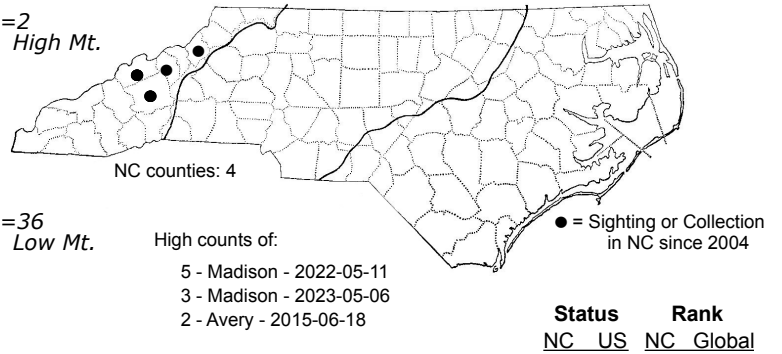 =2
High Mt.
NC counties: 4
=36
Low Mt.
High counts of:
5 - Madison - 2022-05-11
3 - Madison - 2023-05-06
2 - Avery - 2015-06-18
● = Sighting or Collection
in NC since 2004
Status Rank
NC US NC Global